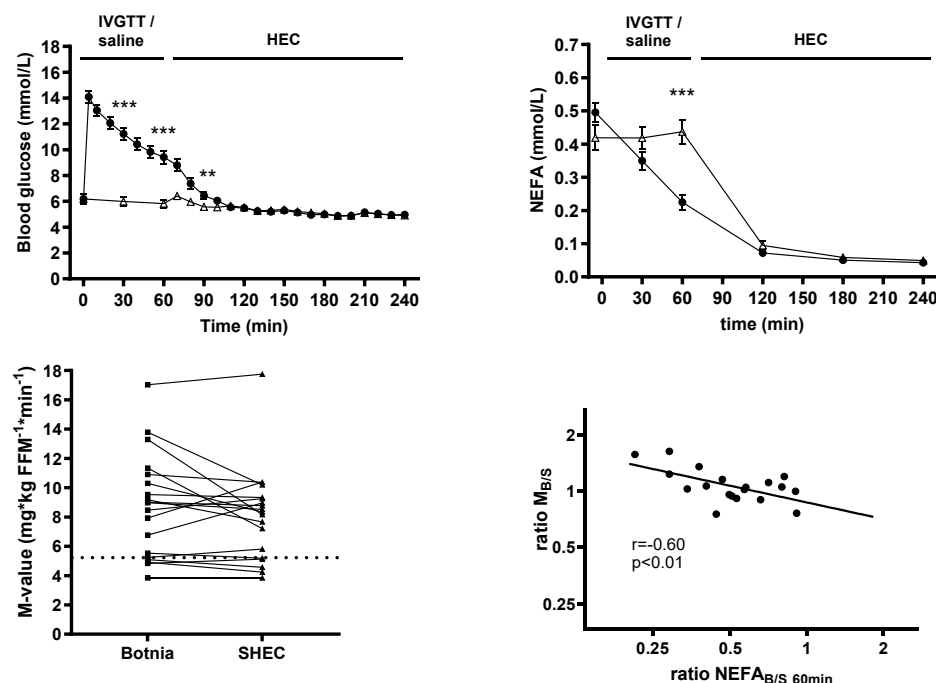 IVGTT /
saline
HEC
Blood glucose (mmol/L)
18
16
14
12
10
8
6
4
2
0
***
***
**
0 30 60 90 120 150 180 210 240
Time (min)
IVGTT /
saline
HEC
NEFA (mmol/L)
0.7
0.6
0.5
0.4
0.3
0.2
0.1
0.0
***
0 30 60 90 120 150 180 210 240
time (min)
M-value (mg*kg FFM⁻¹*min⁻¹)
18
16
14
12
10
8
6
4
2
0
Botnia SHEC
ratio M_B/S
2
1
0.5
0.25
r=-0.60
p<0.01
0.25 0.5 1 2
ratio NEFA_B/S 60min